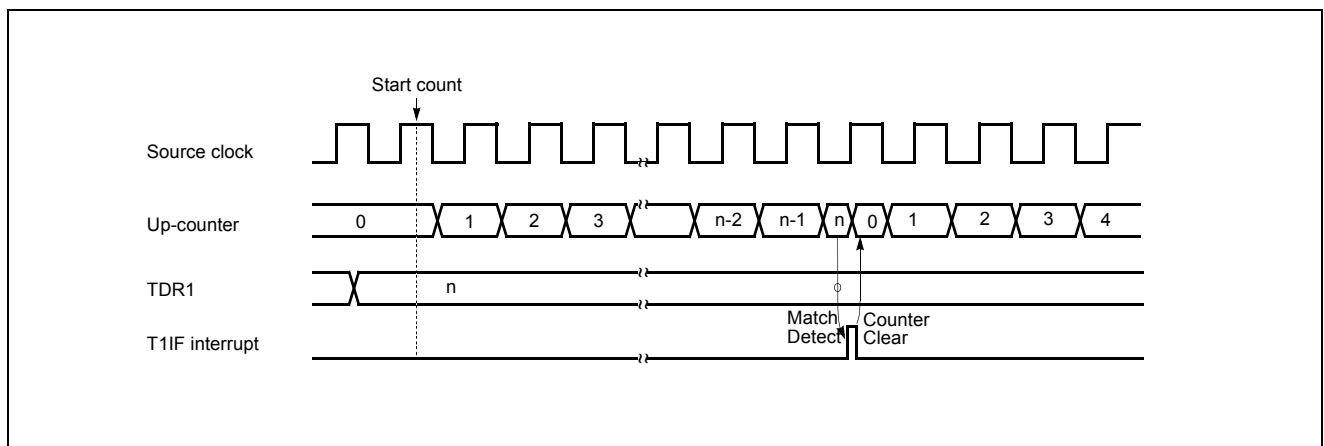 Start count
Source clock
Up-counter
0 1 2 3 n-2 n-1 n 0 1 2 3 4
TDR1
n
Match Detect
Counter Clear
T1IF interrupt